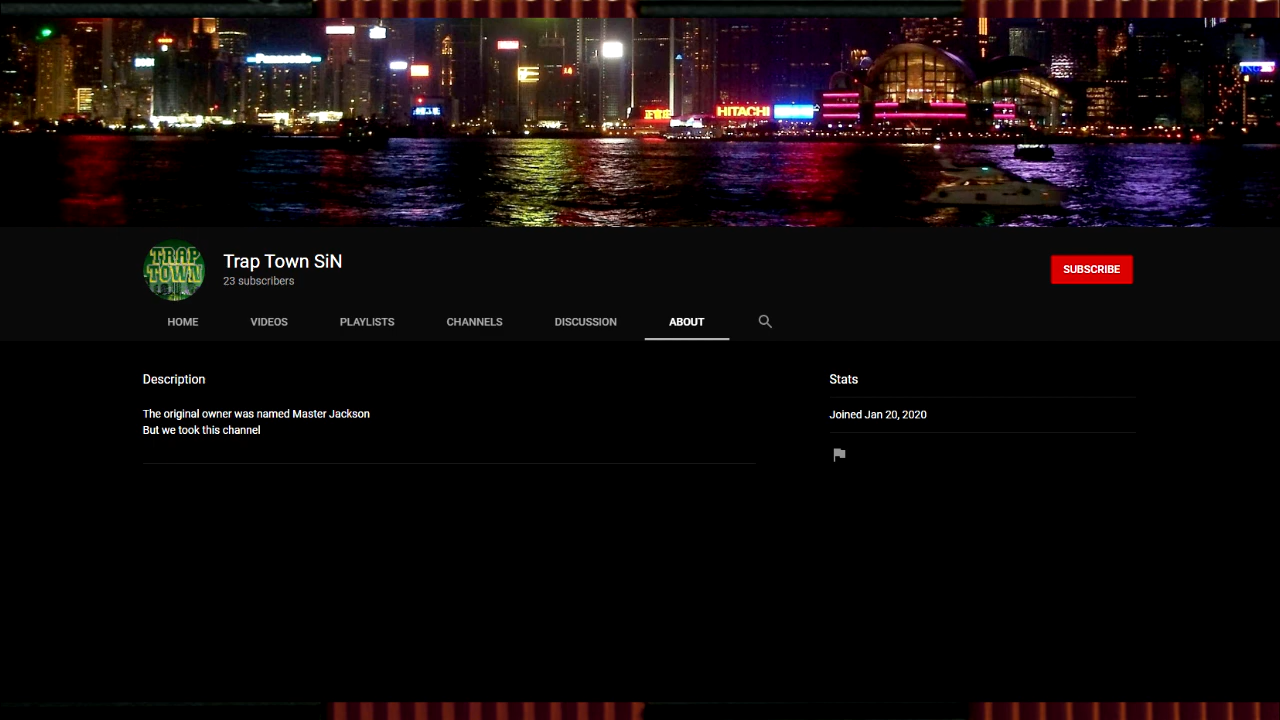 Panasonic
HITACHI
TRAP
TOWN
Trap Town SiN
23 subscribers
SUBSCRIBE
HOME
VIDEOS
PLAYLISTS
CHANNELS
DISCUSSION
ABOUT
Description
Stats
The original owner was named Master Jackson
But we took this channel
Joined Jan 20, 2020